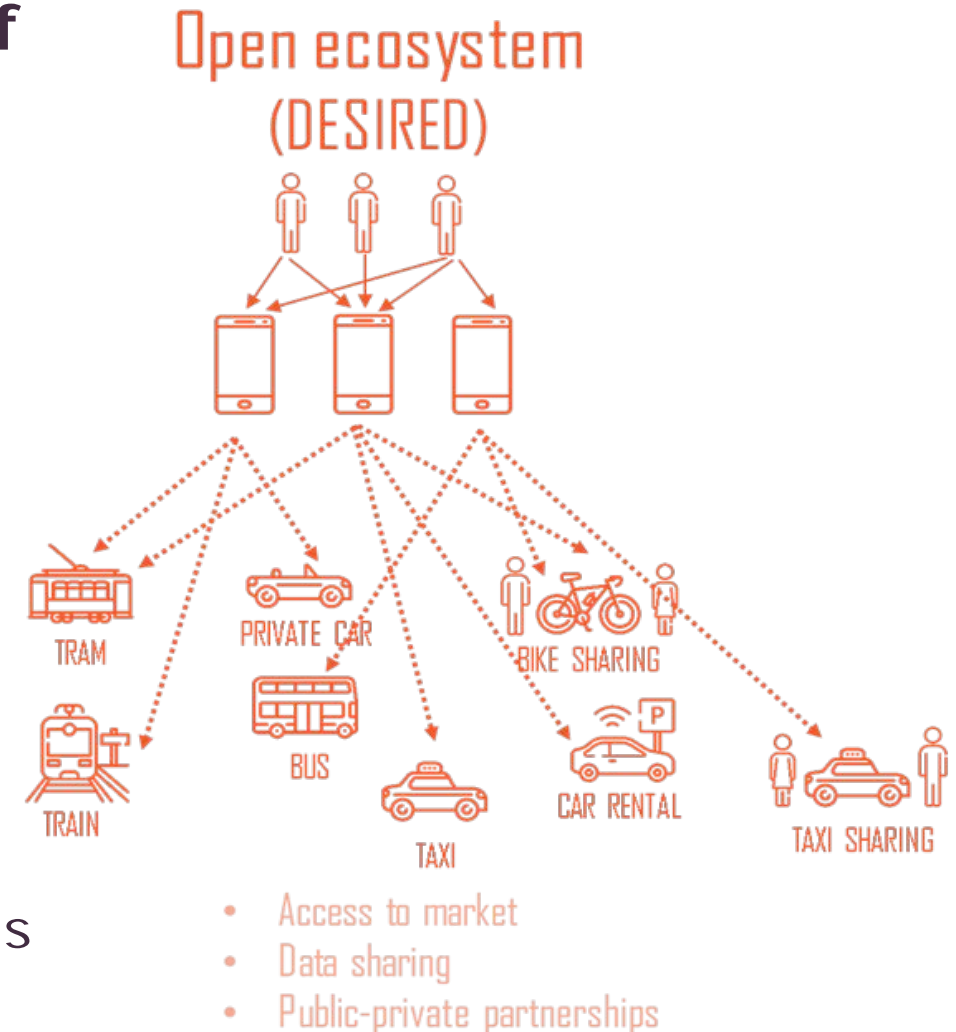 f
Open ecosystem
(DESIRED)
TRAM
PRIVATE CAR
BIKE SHARING
P
TRAIN
BUS
TAXI
CAR RENTAL
TAXI SHARING
• Access to market
s
• Data sharing
• Public-private partnerships